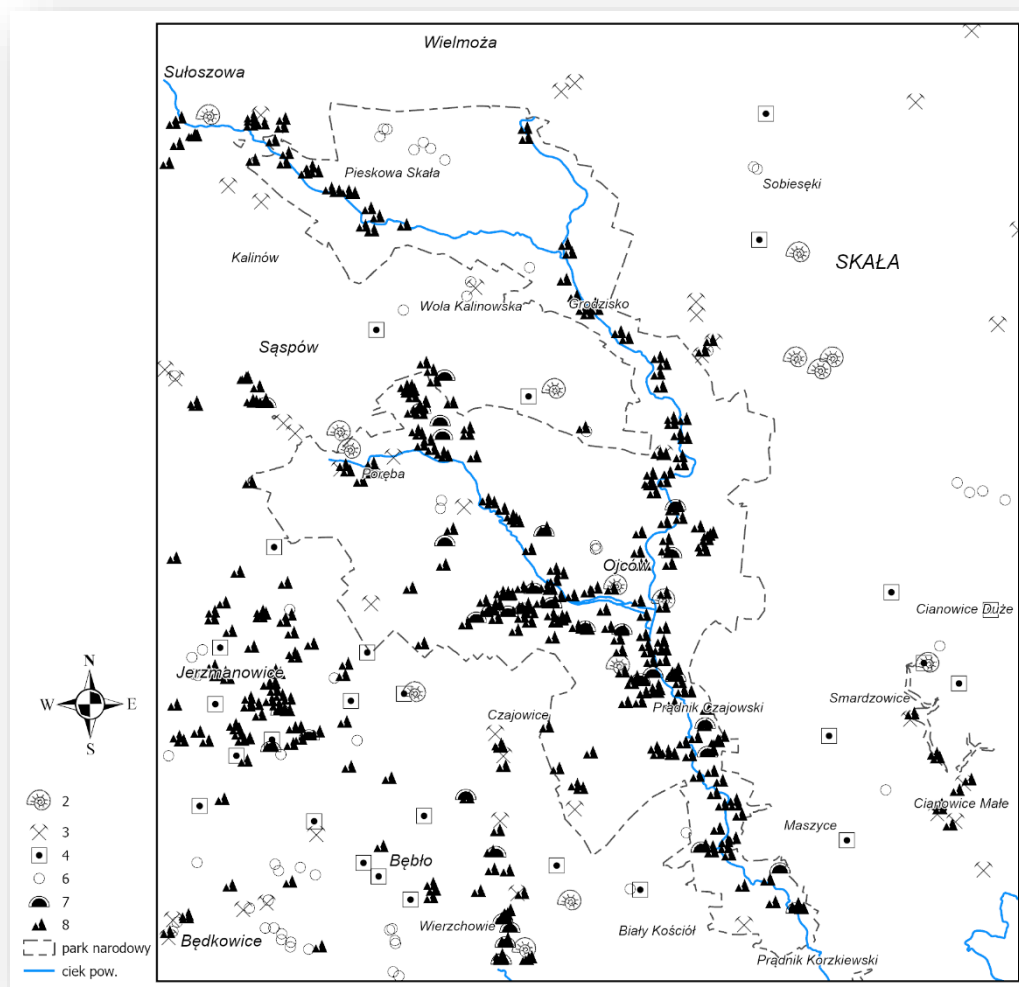 Wielmoża
Sułoszowa
Pieskowa Skała
Sobiesęki
Kalinów
SKAŁA
Wola Kalinowska
Grodzisko
Sąspów
Poręba
Ojców
Cianowice Duże
Jerzmanowice
Smardzowice
Prądnik Czajowski
Czajowice
Cianowice Małe
Maszyce
Bębło
Wierzchowie
Biały Kościół
Będkowice
Prądnik Korzkiewski
N
W
E
S
2
3
4
6
7
8
park narodowy
ciek pow.